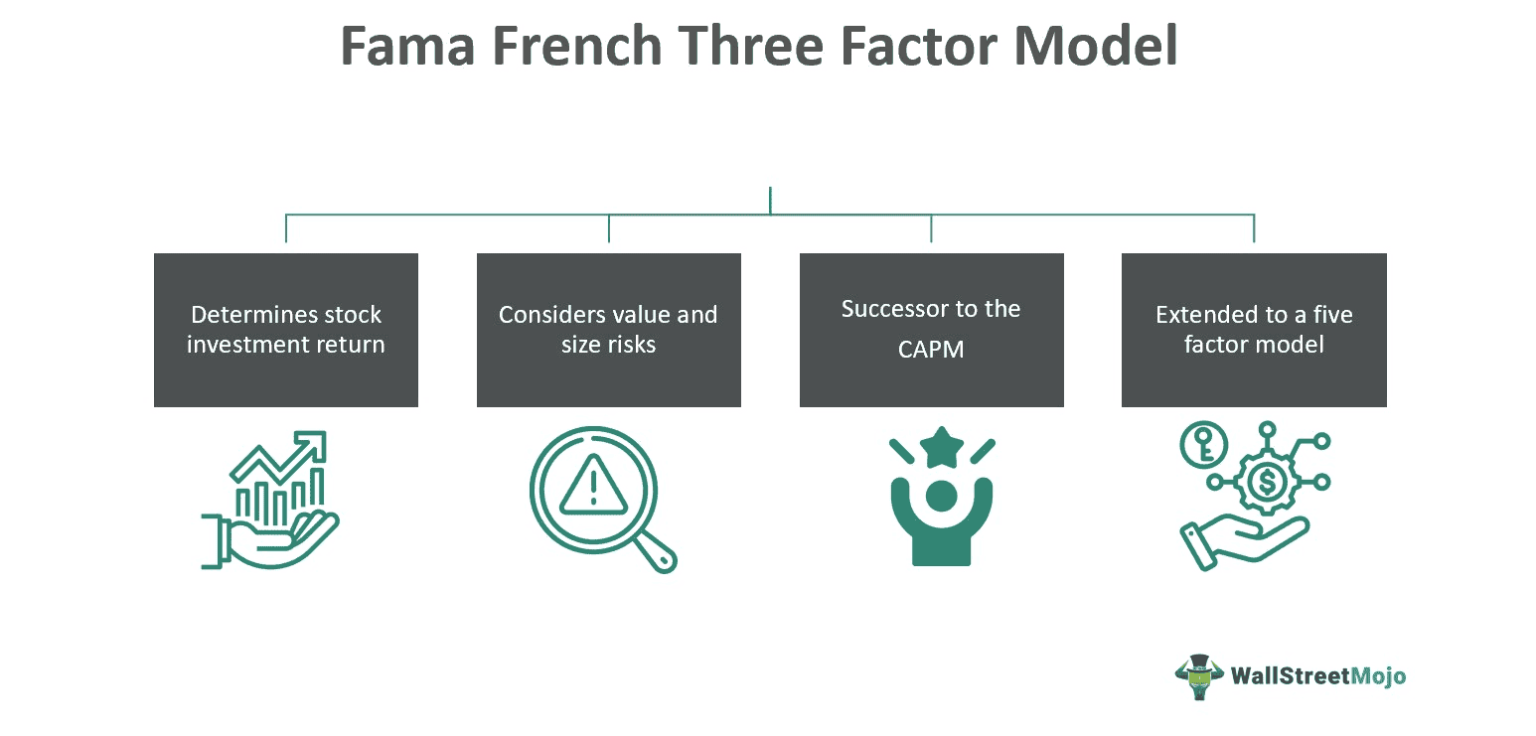 Fama French Three Factor Model
Determines stock
investment return
Considers value and
size risks
Successor to the
CAPM
Extended to a five
factor model
$
WallStreetMojo